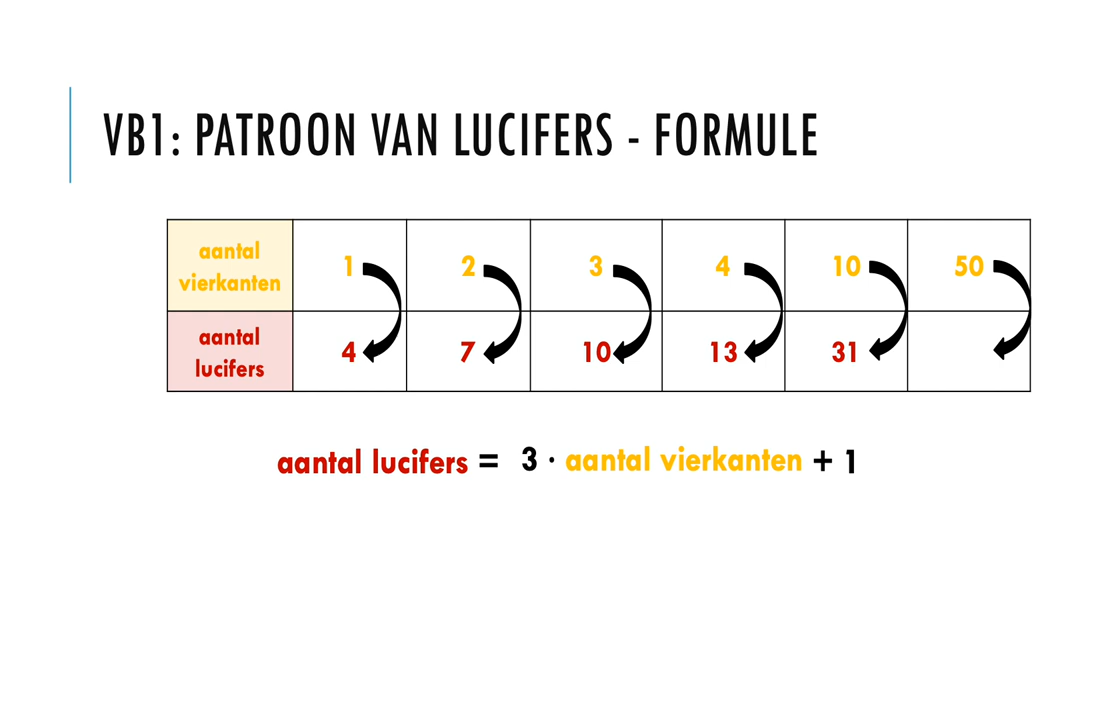 VB1: PATROON VAN LUCIFERS - FORMULE
aantal vierkanten 1 2 3 4 10 50
aantal lucifers 4 7 10 13 31
aantal lucifers = 3 · aantal vierkanten + 1